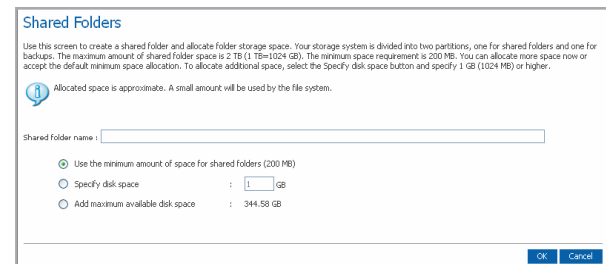 Shared Folders
Use this screen to create a shared folder and allocate folder storage space. Your storage system is divided into two partitions, one for shared folders and one for
backups. The maximum amount of shared folder space is 2 TB (1 TB=1024 GB). The minimum space requirement is 200 MB. You can allocate more space now or
accept the default minimum space allocation. To allocate additional space, select the Specify disk space button and specify 1 GB (1024 MB) or higher.
Allocated space is approximate. A small amount will be used by the file system.
Shared folder name :
Use the minimum amount of space for shared folders (200 MB)
Specify disk space : 1 GB
Add maximum available disk space : 344.58 GB
OK Cancel